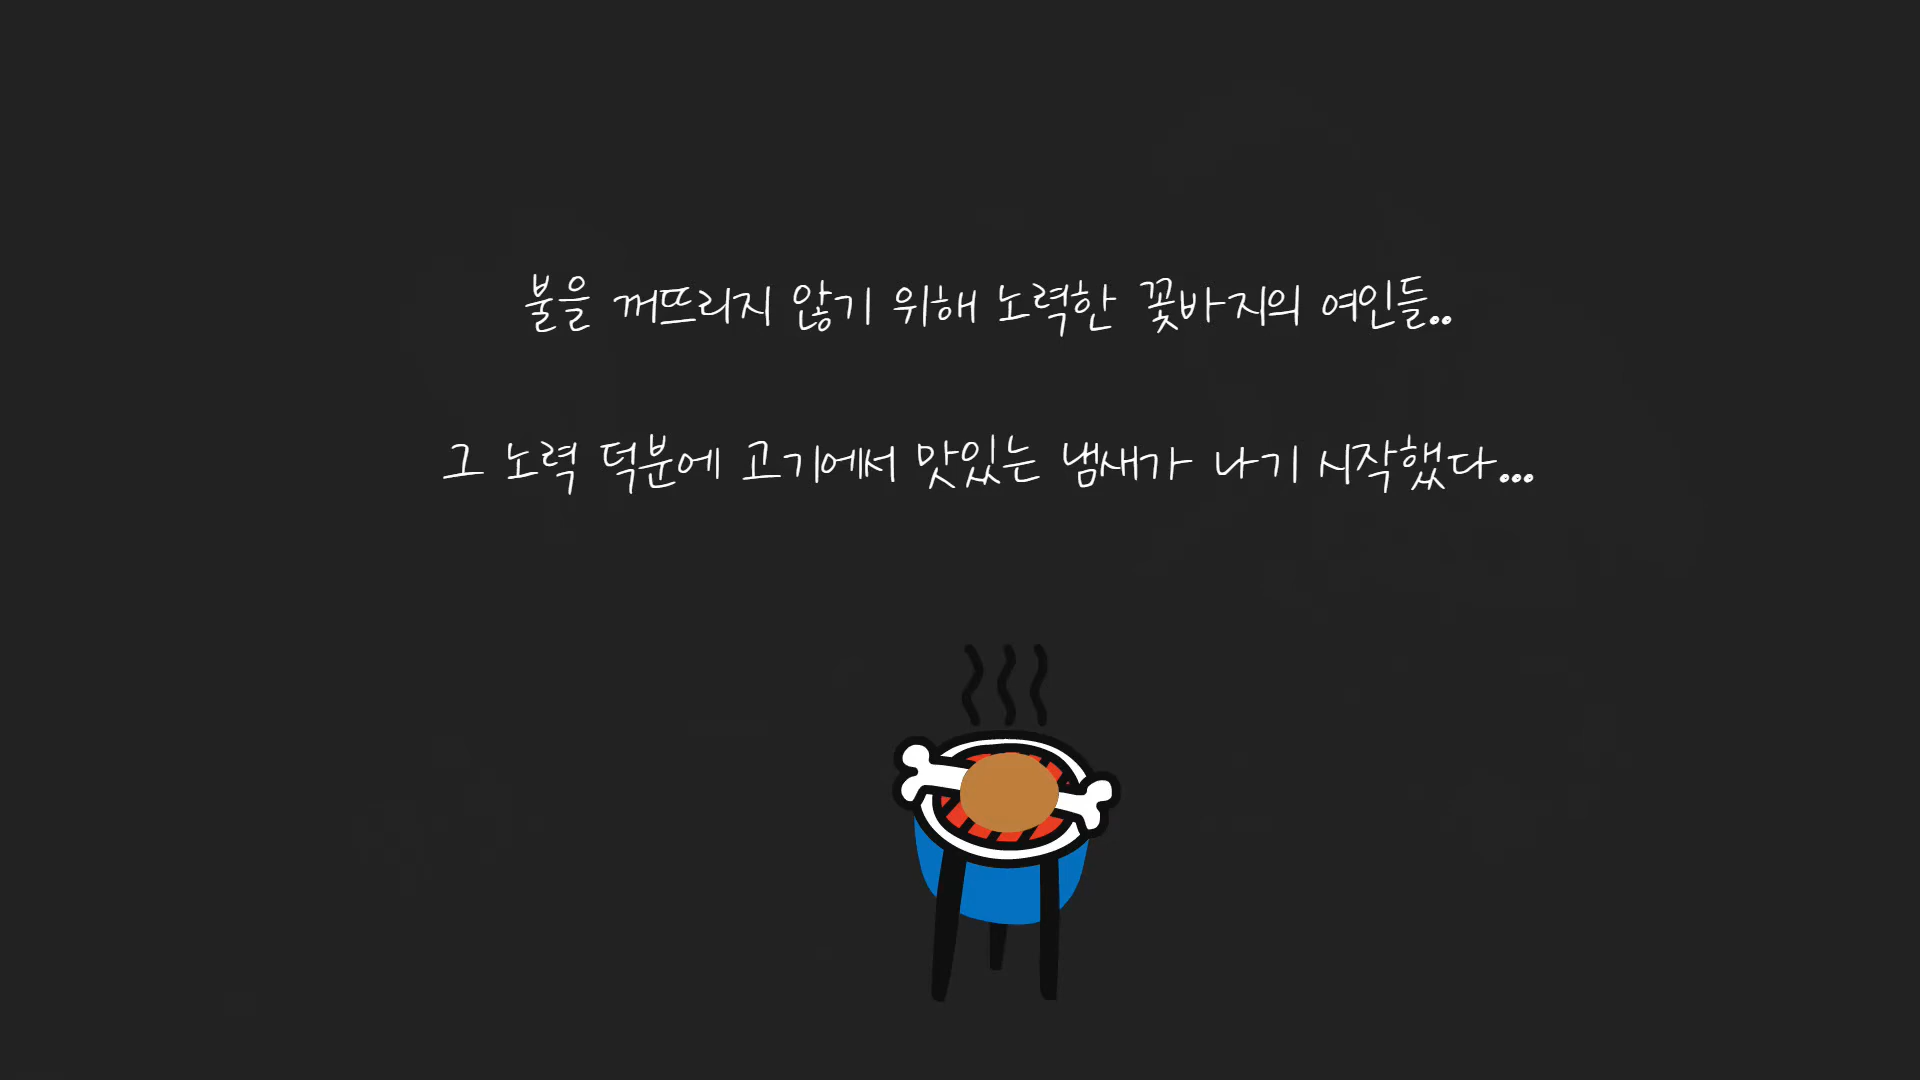 불을 꺼뜨리지 않기 위해 노력한 꽃바지의 여인들..
그 노력 덕분에 고기에서 맛있는 냄새가 나기 시작했다...